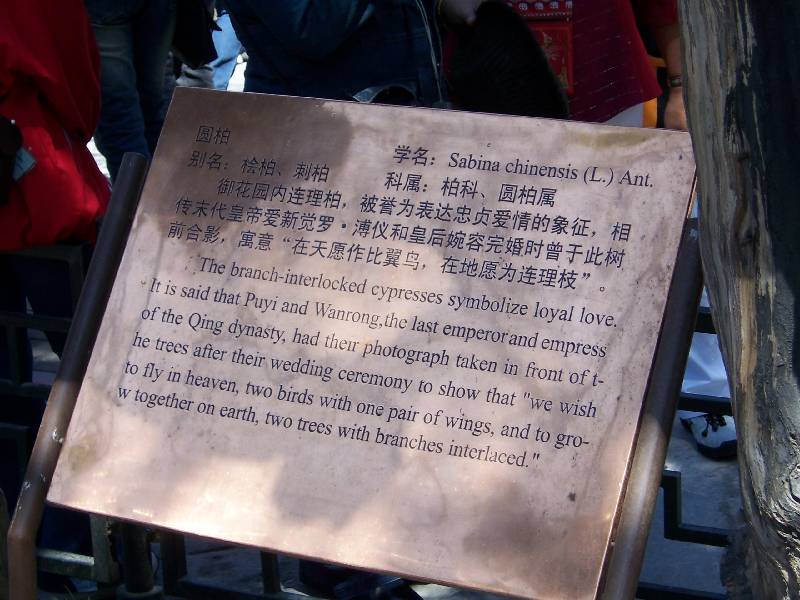 圆柏
别名：桧柏、刺柏 学名：Sabina chinensis (L.) Ant.
科属：柏科、圆柏属
御花园内连理柏，被誉为表达忠贞爱情的象征，相
传末代皇帝爱新觉罗·溥仪和皇后婉容完婚时曾于此树
前合影，寓意“在天愿作比翼鸟，在地愿为连理枝”。
The branch-interlocked cypresses symbolize loyal love.
It is said that Puyi and Wanrong,the last emperor and empress
of the Qing dynasty, had their photograph taken in front of t-
he trees after their wedding ceremony to show that "we wish
to fly in heaven, two birds with one pair of wings, and to gro-
w together on earth, two trees with branches interlaced."